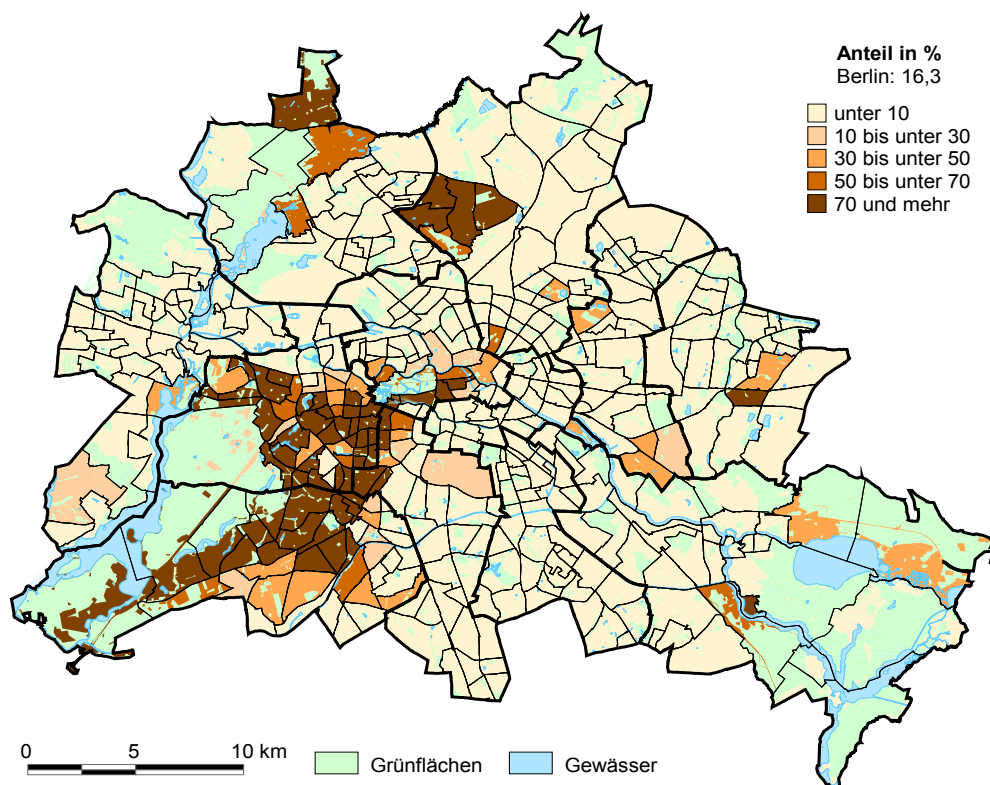 Anteil in %
Berlin: 16,3
unter 10
10 bis unter 30
30 bis unter 50
50 bis unter 70
70 und mehr
0 5 10 km
Grünflächen Gewässer